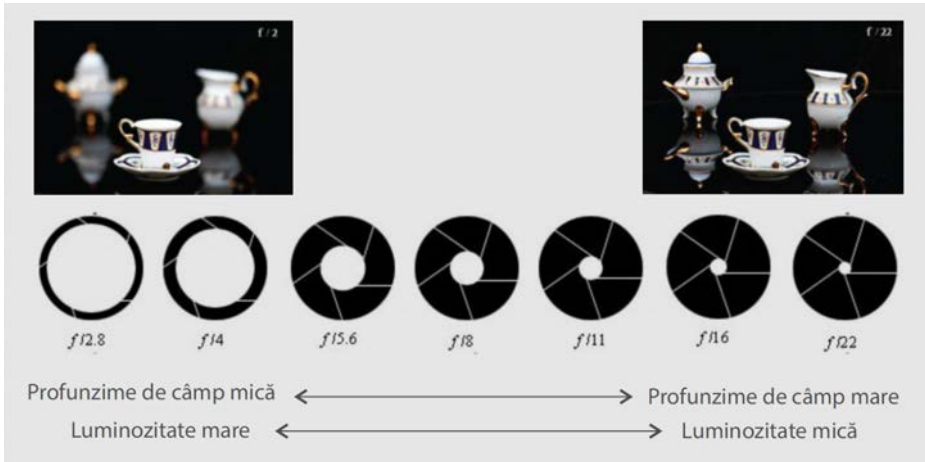 f / 2
f / 22
f/2.8
f/4
f/5.6
f/8
f/11
f/16
f/22
Profunzime de câmp mică
Profunzime de câmp mare
Luminozitate mare
Luminozitate mică